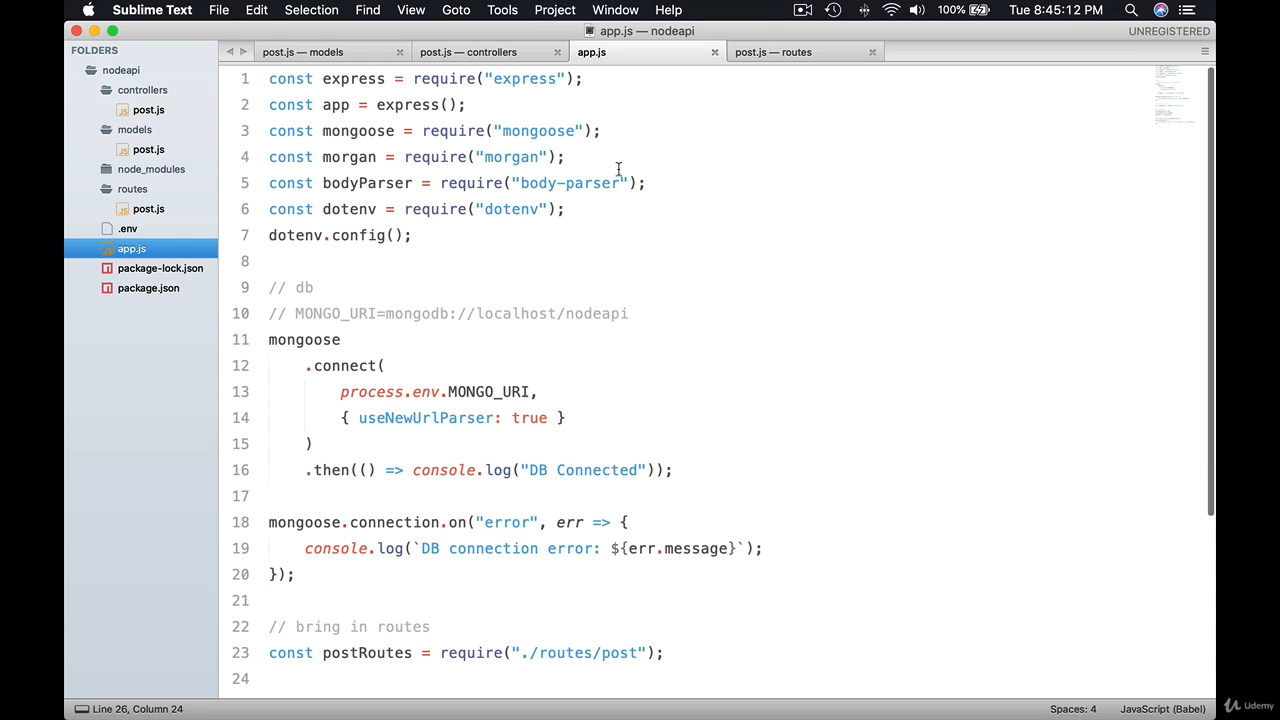 Sublime Text File Edit Selection Find View Goto Tools Project Window Help 100% Tue 8:45:12 PM
app.js — nodeapi UNREGISTERED
FOLDERS
nodeapi
controllers
post.js
models
post.js
node_modules
routes
post.js
.env
app.js
package-lock.json
package.json
post.js — models post.js — controllers app.js post.js — routes
1 const express = require("express");
2 const app = express();
3 const mongoose = require("mongoose");
4 const morgan = require("morgan");
5 const bodyParser = require("body-parser");
6 const dotenv = require("dotenv");
7 dotenv.config();
8
9 // db
10 // MONGO_URI=mongodb://localhost/nodeapi
11 mongoose
12 .connect(
13 process.env.MONGO_URI,
14 { useNewUrlParser: true }
15 )
16 .then(() => console.log("DB Connected"));
17
18 mongoose.connection.on("error", err => {
19 console.log(`DB connection error: ${err.message}`);
20 });
21
22 // bring in routes
23 const postRoutes = require("./routes/post");
24
Line 26, Column 24 Spaces: 4 JavaScript (Babel)
Udemy